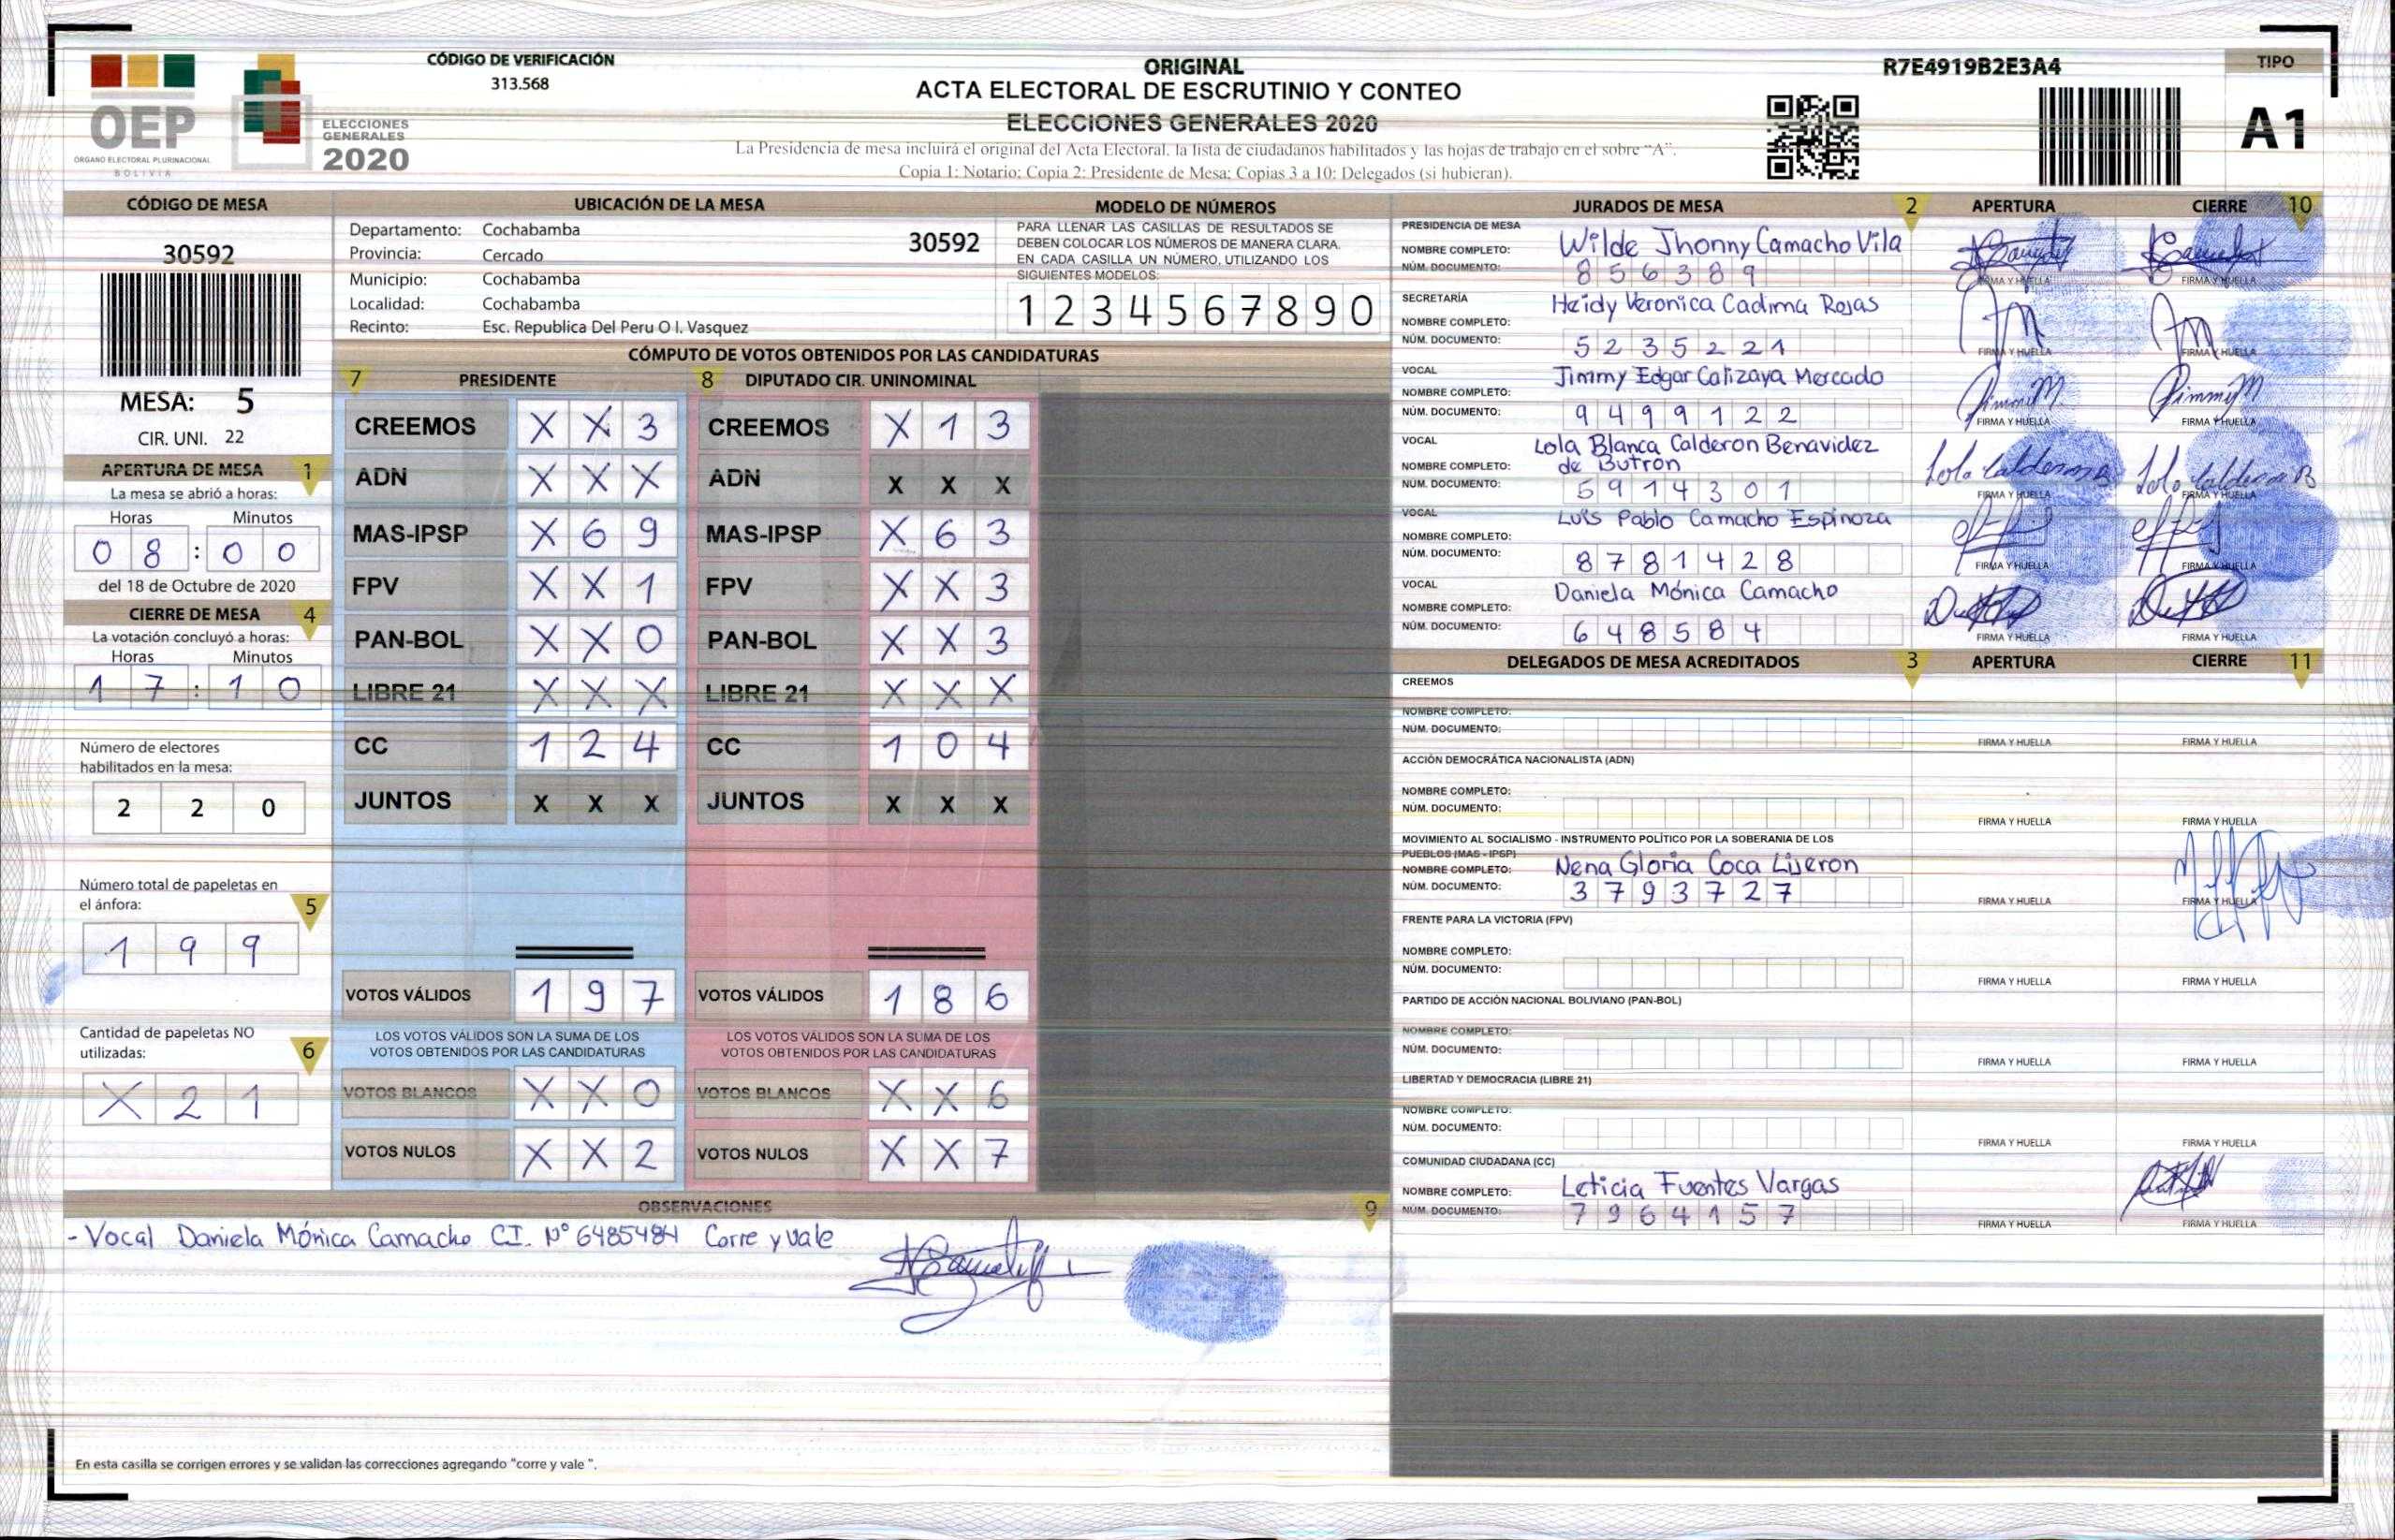 CÓDIGO DE VERIFICACIÓN
313.568
ORIGINAL
ACTA ELECTORAL DE ESCRUTINIO Y CONTEO
ELECCIONES GENERALES 2020
La Presidencia de mesa incluirá el original del Acta Electoral, la lista de ciudadanos habilitados y las hojas de trabajo en el sobre "A".
Copia 1: Notario; Copia 2: Presidente de Mesa; Copias 3 a 10: Delegados (si hubieran).
R7E4919B2E3A4
TIPO
A1
OEP
ÓRGANO ELECTORAL PLURINACIONAL
BOLIVIA
ELECCIONES
GENERALES
2020
CÓDIGO DE MESA
30592
MESA: 5
CIR. UNI. 22
APERTURA DE MESA 1
La mesa se abrió a horas:
Horas Minutos
0 8 : 0 0
del 18 de Octubre de 2020
CIERRE DE MESA 4
La votación concluyó a horas:
Horas Minutos
1 7 : 1 0
Número de electores
habilitados en la mesa:
2 2 0
Número total de papeletas en
el ánfora: 5
1 9 9
Cantidad de papeletas NO
utilizadas: 6
X 2 1
UBICACIÓN DE LA MESA
Departamento: Cochabamba
30592
Provincia: Cercado
Municipio: Cochabamba
Localidad: Cochabamba
Recinto: Esc. Republica Del Peru O I. Vasquez
MODELO DE NÚMEROS
PARA LLENAR LAS CASILLAS DE RESULTADOS SE
DEBEN COLOCAR LOS NÚMEROS DE MANERA CLARA.
EN CADA CASILLA UN NÚMERO, UTILIZANDO LOS
SIGUIENTES MODELOS:
1 2 3 4 5 6 7 8 9 0
CÓMPUTO DE VOTOS OBTENIDOS POR LAS CANDIDATURAS
7 PRESIDENTE 8 DIPUTADO CIR. UNINOMINAL
CREEMOS X X 3 CREEMOS X 1 3
ADN X X X ADN X X X
MAS-IPSP X 6 9 MAS-IPSP X 6 3
FPV X X 1 FPV X X 3
PAN-BOL X X 0 PAN-BOL X X 3
LIBRE 21 X X X LIBRE 21 X X X
CC 1 2 4 CC 1 0 4
JUNTOS X X X JUNTOS X X X
VOTOS VÁLIDOS 1 9 7 VOTOS VÁLIDOS 1 8 6
LOS VOTOS VÁLIDOS SON LA SUMA DE LOS LOS VOTOS VÁLIDOS SON LA SUMA DE LOS
VOTOS OBTENIDOS POR LAS CANDIDATURAS VOTOS OBTENIDOS POR LAS CANDIDATURAS
VOTOS BLANCOS X X 0 VOTOS BLANCOS X X 6
VOTOS NULOS X X 2 VOTOS NULOS X X 7
OBSERVACIONES 9
- Vocal Daniela Mónica Camacho CI. Nº 6485484 Corre y vale
En esta casilla se corrigen errores y se validan las correcciones agregando "corre y vale ".
JURADOS DE MESA 2 APERTURA CIERRE 10
PRESIDENCIA DE MESA
NOMBRE COMPLETO: Wilde Jhonny Camacho Vila
NÚM. DOCUMENTO: 8 5 6 3 8 9
FIRMA Y HUELLA FIRMA Y HUELLA
SECRETARÍA
NOMBRE COMPLETO: Heidy Veronica Cadima Rojas
NÚM. DOCUMENTO: 5 2 3 5 2 2 1
FIRMA Y HUELLA FIRMA Y HUELLA
VOCAL
NOMBRE COMPLETO: Jimmy Edgar Catizaya Mercado
NÚM. DOCUMENTO: 9 4 9 9 1 2 2
FIRMA Y HUELLA FIRMA Y HUELLA
VOCAL
NOMBRE COMPLETO: Lola Blanca Calderon Benavidez
de Butron
NÚM. DOCUMENTO: 5 9 1 4 3 0 1
FIRMA Y HUELLA FIRMA Y HUELLA
VOCAL
NOMBRE COMPLETO: Luis Pablo Camacho Espinoza
NÚM. DOCUMENTO: 8 7 8 1 4 2 8
FIRMA Y HUELLA FIRMA Y HUELLA
VOCAL
NOMBRE COMPLETO: Daniela Mónica Camacho
NÚM. DOCUMENTO: 6 4 8 5 8 4
FIRMA Y HUELLA FIRMA Y HUELLA
DELEGADOS DE MESA ACREDITADOS 3 APERTURA CIERRE 11
CREEMOS
NOMBRE COMPLETO:
NÚM. DOCUMENTO:
FIRMA Y HUELLA FIRMA Y HUELLA
ACCIÓN DEMOCRÁTICA NACIONALISTA (ADN)
NOMBRE COMPLETO:
NÚM. DOCUMENTO:
FIRMA Y HUELLA FIRMA Y HUELLA
MOVIMIENTO AL SOCIALISMO - INSTRUMENTO POLÍTICO POR LA SOBERANIA DE LOS
PUEBLOS (MAS - IPSP)
NOMBRE COMPLETO: Nena Gloria Coca Lijeron
NÚM. DOCUMENTO: 3 7 9 3 7 2 7
FIRMA Y HUELLA FIRMA Y HUELLA
FRENTE PARA LA VICTORIA (FPV)
NOMBRE COMPLETO:
NÚM. DOCUMENTO:
FIRMA Y HUELLA FIRMA Y HUELLA
PARTIDO DE ACCIÓN NACIONAL BOLIVIANO (PAN-BOL)
NOMBRE COMPLETO:
NÚM. DOCUMENTO:
FIRMA Y HUELLA FIRMA Y HUELLA
LIBERTAD Y DEMOCRACIA (LIBRE 21)
NOMBRE COMPLETO:
NÚM. DOCUMENTO:
FIRMA Y HUELLA FIRMA Y HUELLA
COMUNIDAD CIUDADANA (CC)
NOMBRE COMPLETO: Leticia Fuentes Vargas
NÚM. DOCUMENTO: 7 9 6 4 1 5 7
FIRMA Y HUELLA FIRMA Y HUELLA